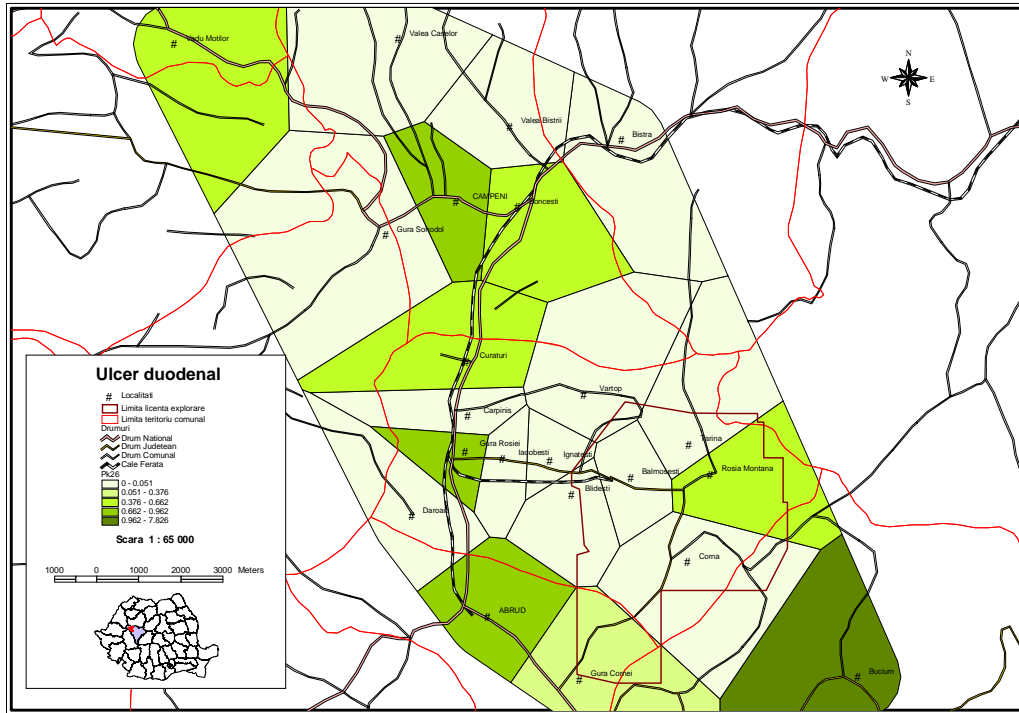 Vadu Motilor
Valea Caselor
N
W E
S
Valea Bistrii
Bistra
CAMPENI
Boncesti
Gura Sohodol
Curaturi
Vartop
Carpinis
Gura Rosiei
Tarina
Iacobesti
Ignatesti
Balmosesti
Rosia Montana
Blidesti
Daroaia
Corna
ABRUD
Gura Cornei
Bucium
Ulcer duodenal
# Localitati
Limita licenta explorare
Limita teritoriu comunal
Drumuri
Drum National
Drum Judetean
Drum Comunal
Cale Ferata
Pk26
0 - 0.051
0.051 - 0.376
0.376 - 0.662
0.662 - 0.962
0.962 - 7.826
Scara 1 : 65 000
1000 0 1000 2000 3000 Meters